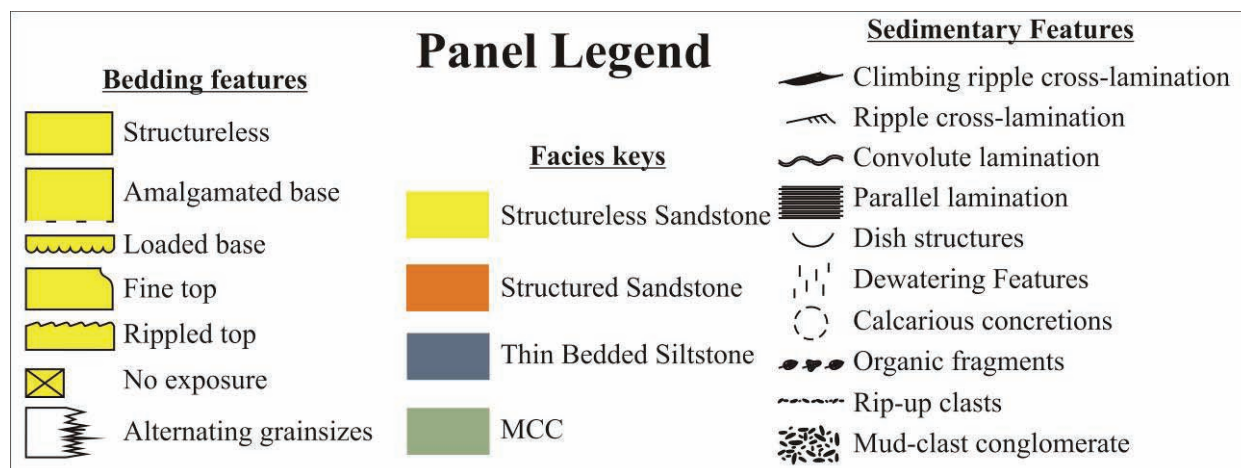 Panel Legend
Bedding features
Structureless
Amalgamated base
Loaded base
Fine top
Rippled top
No exposure
Alternating grainsizes
Facies keys
Structureless Sandstone
Structured Sandstone
Thin Bedded Siltstone
MCC
Sedimentary Features
Climbing ripple cross-lamination
Ripple cross-lamination
Convolute lamination
Parallel lamination
Dish structures
Dewatering Features
Calcarious concretions
Organic fragments
Rip-up clasts
Mud-clast conglomerate